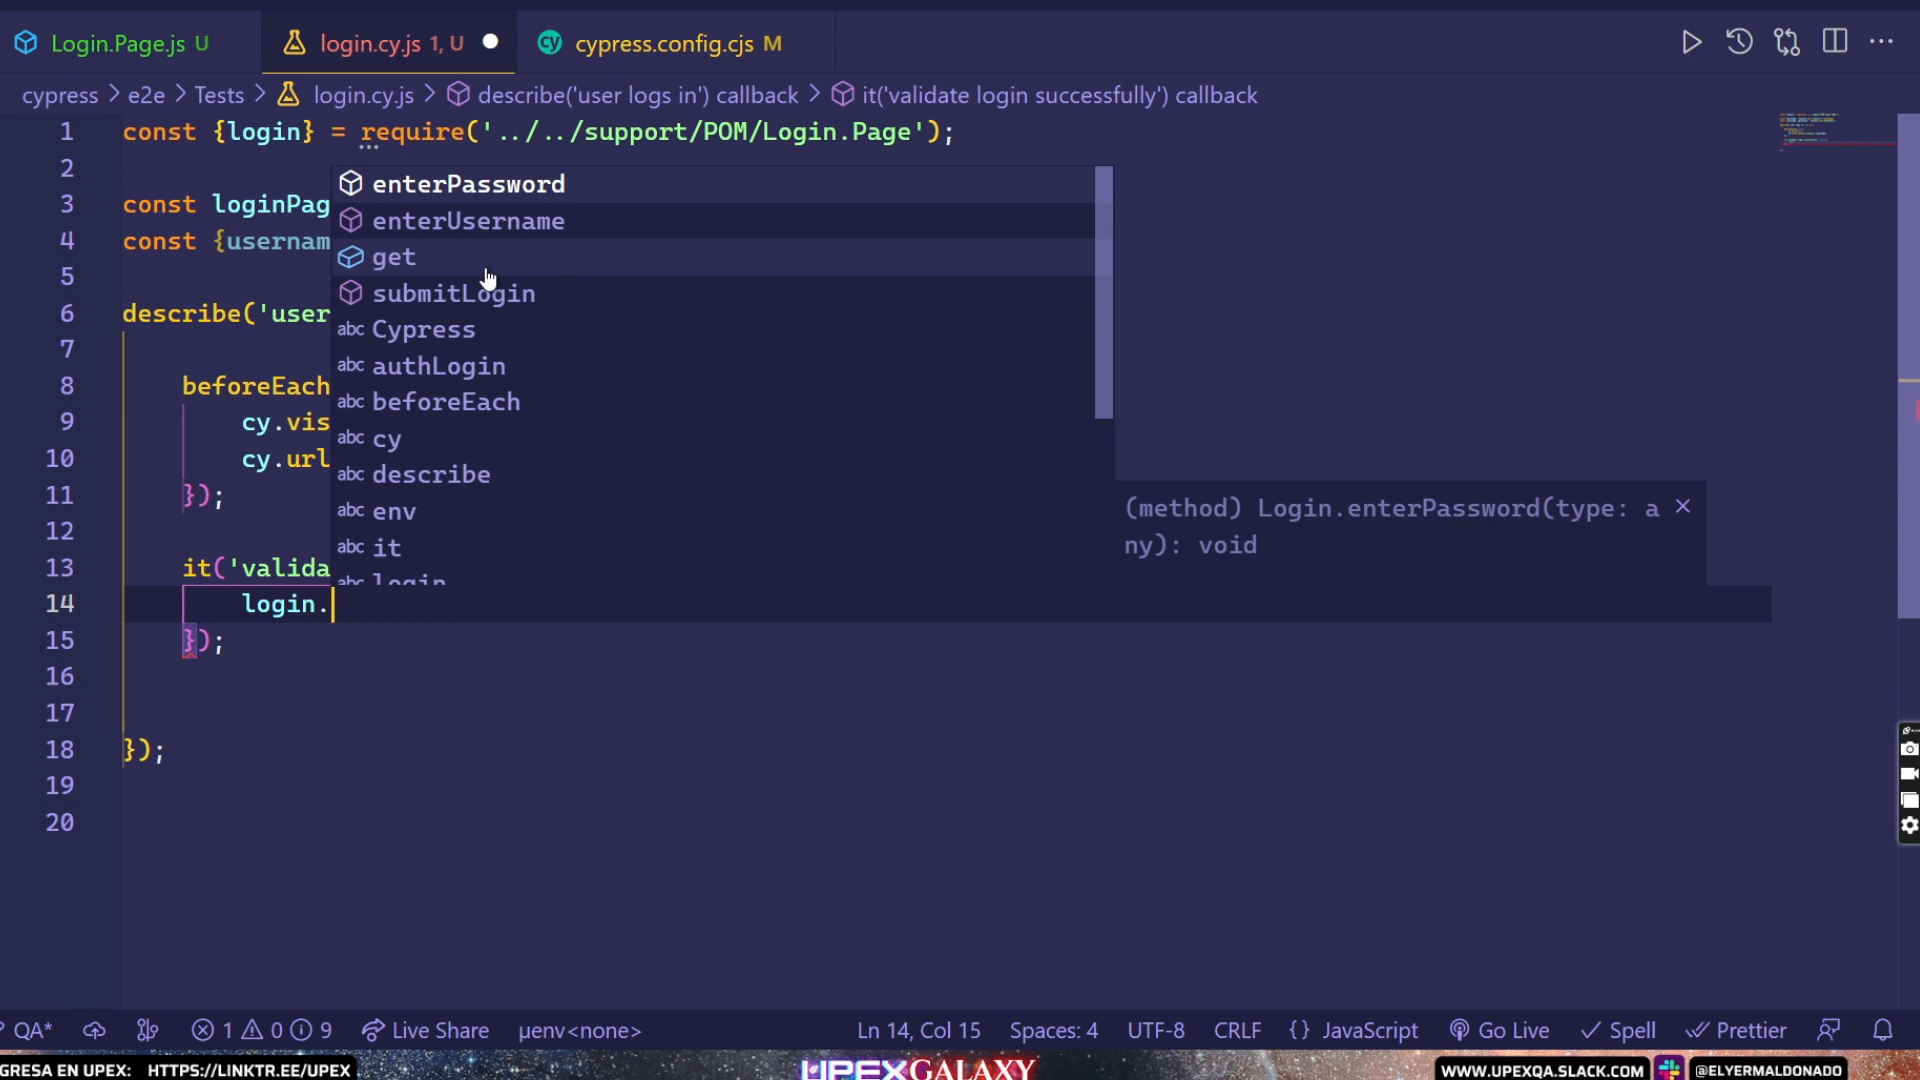 Login.Page.js U
login.cy.js 1, U
cypress.config.cjs M
cypress > e2e > Tests > login.cy.js > describe('user logs in') callback > it('validate login successfully') callback
1 const {login} = require('../../support/POM/Login.Page');
2
3 const loginPag
4 const {usernam
5
6 describe('user
7
8 beforeEach
9 cy.vis
10 cy.url
11 });
12
13 it('valida
14 login.
15 });
16
17
18 });
19
20
enterPassword
enterUsername
get
submitLogin
abc Cypress
abc authLogin
abc beforeEach
abc cy
abc describe
abc env
abc it
abc login
(method) Login.enterPassword(type: a
ny): void
QA* 1 0 9 Live Share µenv<none> Ln 14, Col 15 Spaces: 4 UTF-8 CRLF {} JavaScript Go Live Spell Prettier
GRESA EN UPEX: HTTPS://LINKTR.EE/UPEX
UPEXGALAXY
WWW.UPEXQA.SLACK.COM
@ELYERMALDONADO